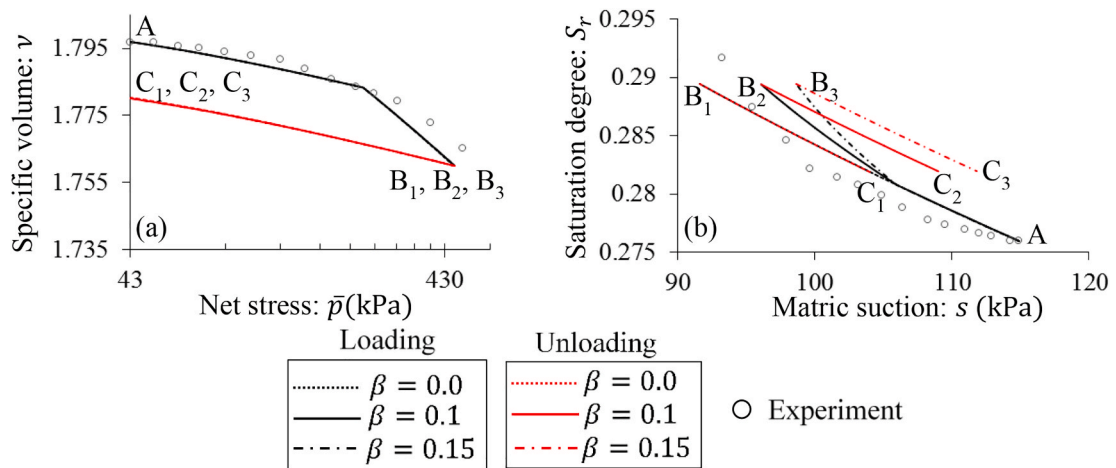 A
1.795
C₁, C₂, C₃
1.775
1.755
B₁, B₂, B₃
(a)
1.735
43
430
Specific volume: ν
Net stress: p̄(kPa)
0.295
0.29
B₁
B₂
B₃
0.285
C₁
C₂
C₃
0.28
(b)
A
0.275
90
100
110
120
Saturation degree: Sᵣ
Matric suction: s (kPa)
Loading
β = 0.0
β = 0.1
β = 0.15
Unloading
β = 0.0
β = 0.1
β = 0.15
Experiment